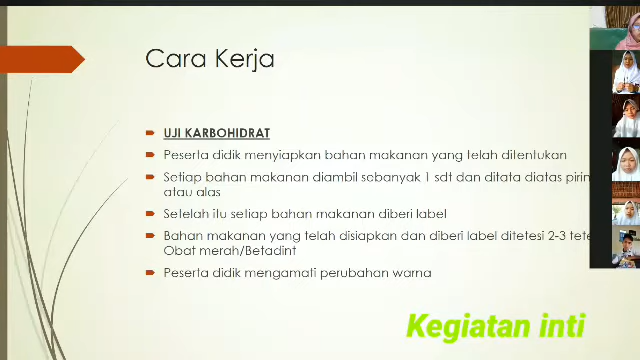 Cara Kerja
UJI KARBOHIDRAT
Peserta didik menyiapkan bahan makanan yang telah ditentukan
Setiap bahan makanan diambil sebanyak 1 sdt dan ditata diatas
atau alas
Setelah itu setiap bahan makanan diberi label
Bahan makanan yang telah disiapkan dan diberi label ditetesi 2-3
Obat merah/Betadint
Peserta didik mengamati perubahan warna
Kegiatan inti